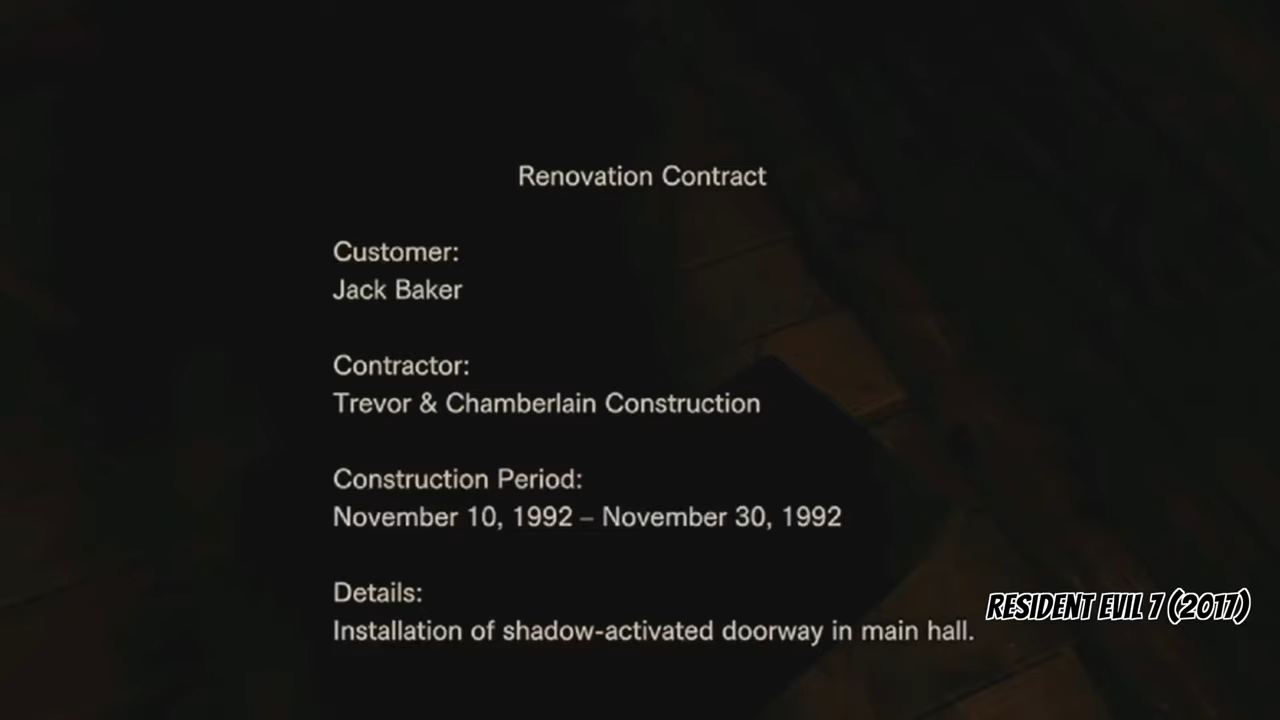 Renovation Contract
Customer:
Jack Baker
Contractor:
Trevor & Chamberlain Construction
Construction Period:
November 10, 1992 – November 30, 1992
Details:
RESIDENT EVIL 7 (2017)
Installation of shadow-activated doorway in main hall.